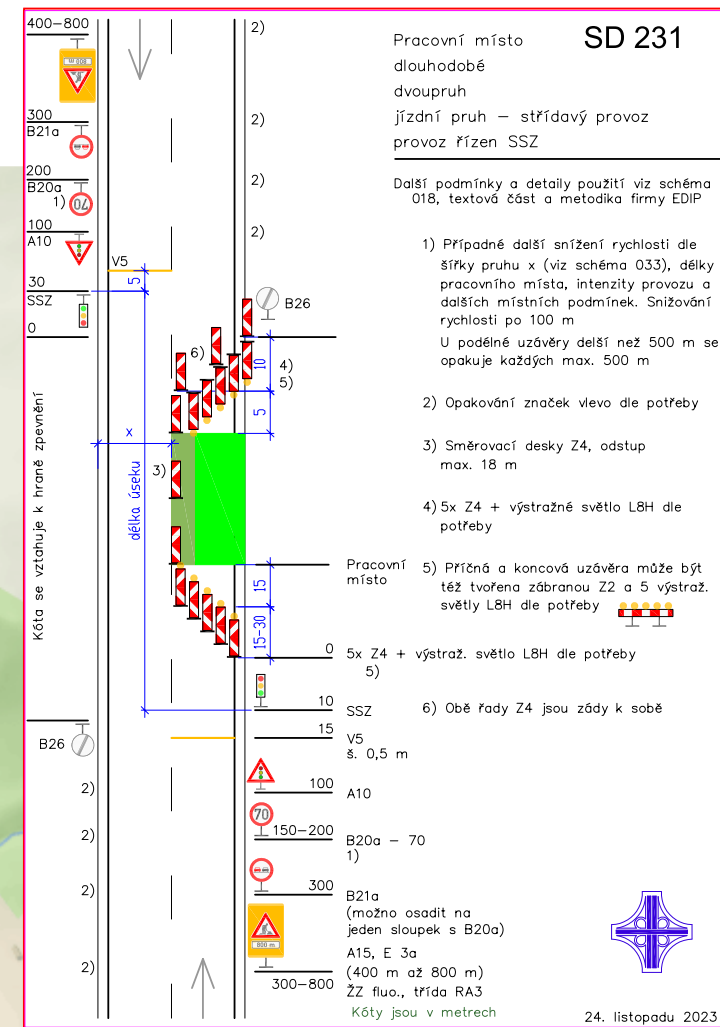 SD 231
Pracovní místo
dlouhodobé
dvoupruh
jízdní pruh – střídavý provoz
provoz řízen SSZ
Další podmínky a detaily použití viz schéma
018, textová část a metodika firmy EDIP
1) Případné další snížení rychlosti dle
šířky pruhu x (viz schéma 033), délky
pracovního místa, intenzity provozu a
dalších místních podmínek. Snižování
rychlosti po 100 m
U podélné uzávěry delší než 500 m se
opakuje každých max. 500 m
2) Opakování značek vlevo dle potřeby
3) Směrovací desky Z4, odstup
max. 18 m
4) 5x Z4 + výstražné světlo L8H dle
potřeby
5) Příčná a koncová uzávěra může být
též tvořena zábranou Z2 a 5 výstraž.
světly L8H dle potřeby
6) Obě řady Z4 jsou zády k sobě
400–800
800 m
300
B21a
200
B20a
1)
70
100
A10
30
SSZ
0
V5
5
2)
2)
2)
2)
B26
6)
10
4)
5)
5
x
3)
délka úseku
Kóta se vztahuje k hraně zpevnění
Pracovní
místo
15
15–30
0
5x Z4 + výstraž. světlo L8H dle potřeby
5)
10
SSZ
15
V5
š. 0,5 m
B26
100
A10
2)
70
150–200
B20a – 70
1)
2)
300
B21a
(možno osadit na
jeden sloupek s B20a)
2)
800 m
A15, E 3a
(400 m až 800 m)
300–800
ŽZ fluo., třída RA3
2)
Kóty jsou v metrech
24. listopadu 2023